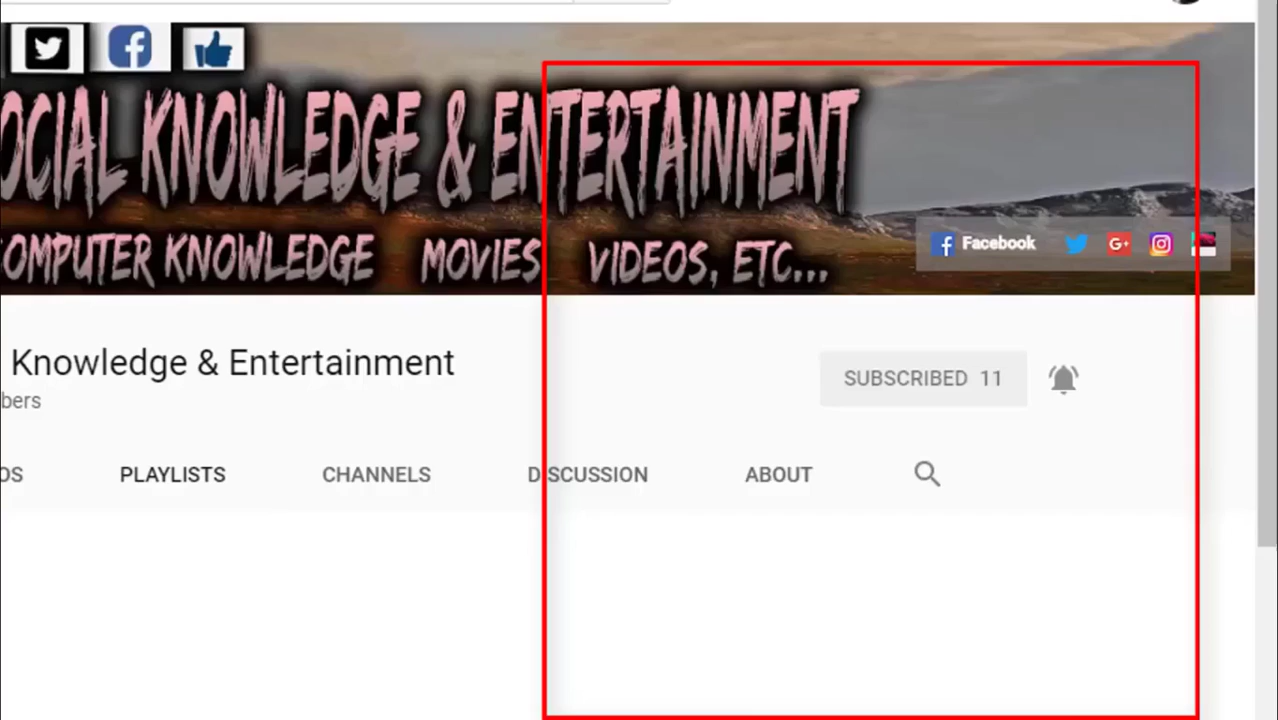 OCIAL KNOWLEDGE & ENTERTAINMENT
OMPUTER KNOWLEDGE MOVIES VIDEOS, ETC...
Facebook
Knowledge & Entertainment
SUBSCRIBED 11
bers
OS PLAYLISTS CHANNELS DISCUSSION ABOUT